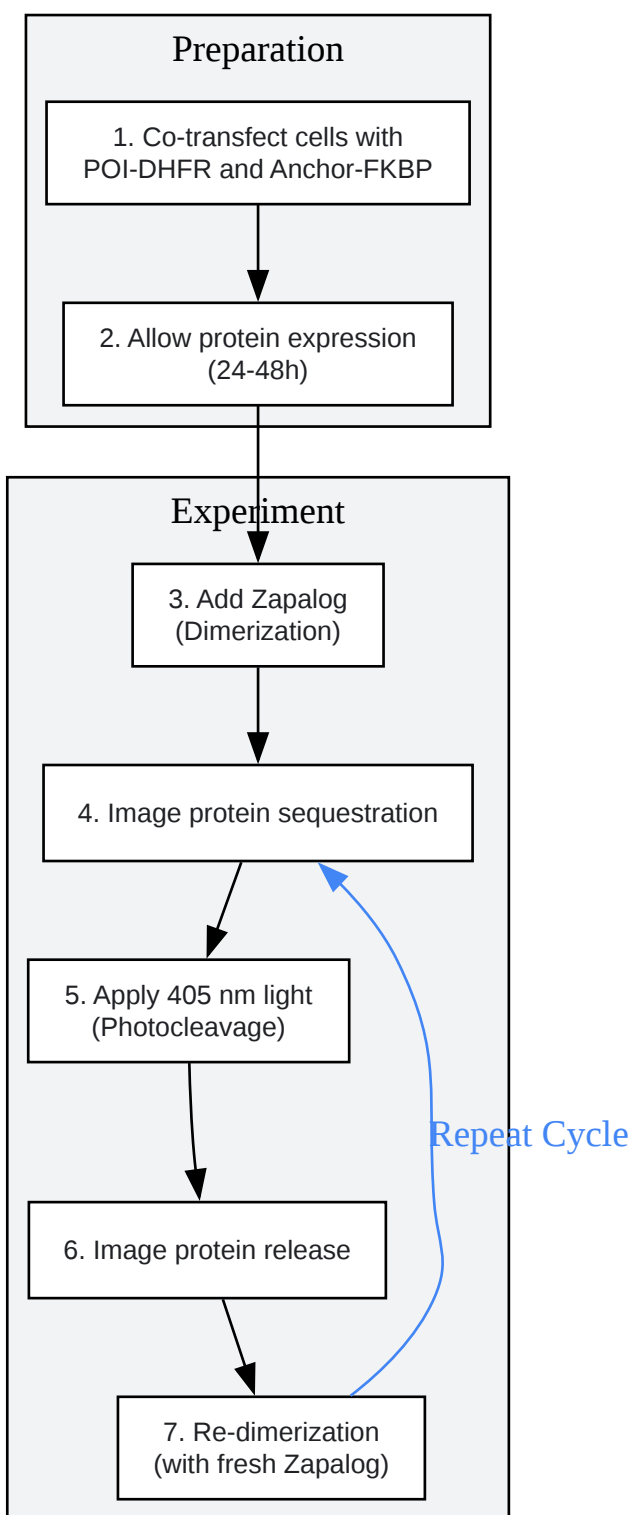 Preparation
1. Co-transfect cells with
POI-DHFR and Anchor-FKBP
2. Allow protein expression
(24-48h)
Experiment
3. Add Zapalog
(Dimerization)
4. Image protein sequestration
5. Apply 405 nm light
(Photocleavage)
Repeat Cycle
6. Image protein release
7. Re-dimerization
(with fresh Zapalog)